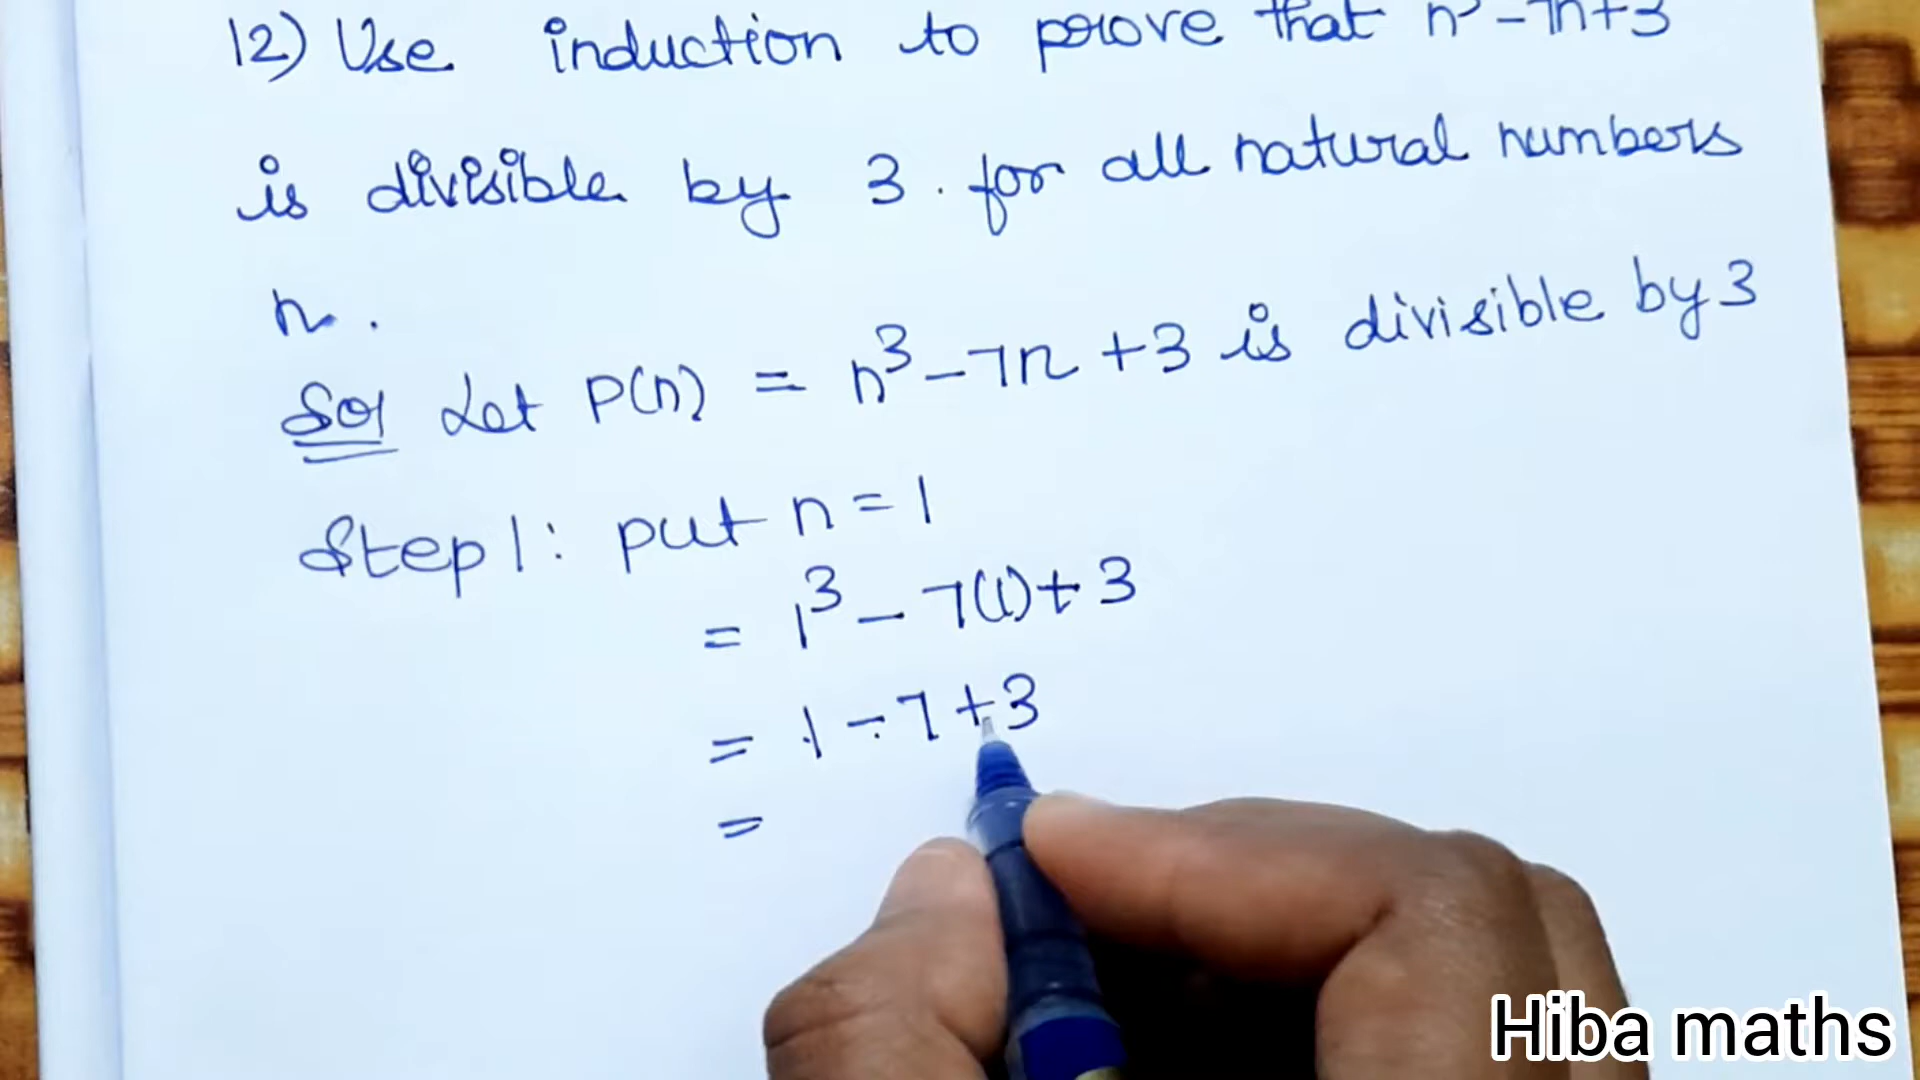 12) Use induction to prove that n³-7n+3
is divisible by 3. for all natural numbers
n.
Sol Let P(n) = n³-7n+3 is divisible by 3
Step 1: put n=1
= 1³-7(1)+3
= 1-7+3
=
Hiba maths